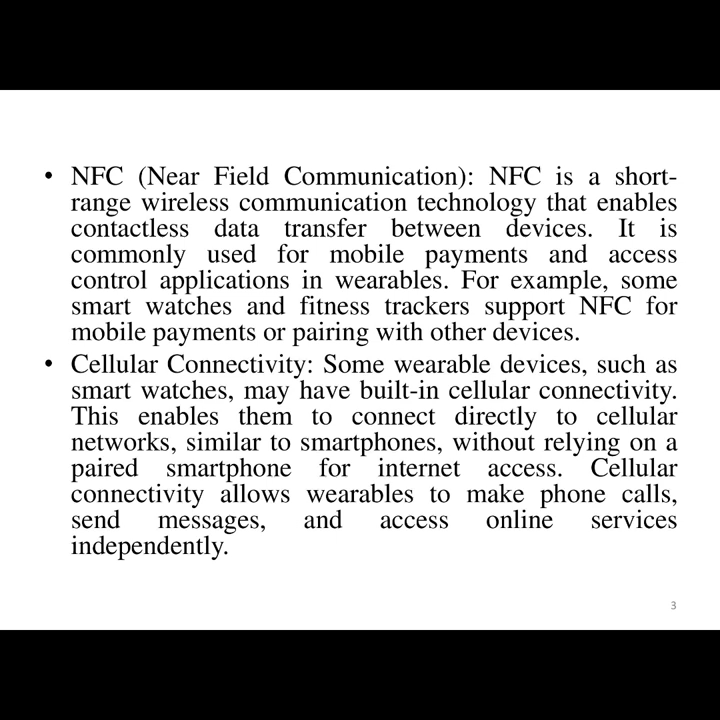 • NFC (Near Field Communication): NFC is a short-
range wireless communication technology that enables
contactless data transfer between devices. It is
commonly used for mobile payments and access
control applications in wearables. For example, some
smart watches and fitness trackers support NFC for
mobile payments or pairing with other devices.
• Cellular Connectivity: Some wearable devices, such as
smart watches, may have built-in cellular connectivity.
This enables them to connect directly to cellular
networks, similar to smartphones, without relying on a
paired smartphone for internet access. Cellular
connectivity allows wearables to make phone calls,
send messages, and access online services
independently.
3